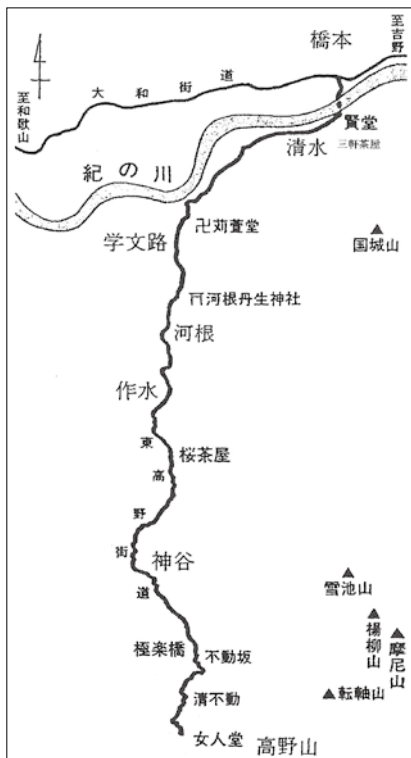 至吉野
橋本
大和街道
至和歌山
賢堂
三軒茶屋
清水
紀の川
卍苅萱堂
学文路
国城山
河根丹生神社
河根
作水
東高野街道
桜茶屋
神谷
雪池山
楊柳山
摩尼山
極楽橋
不動坂
転軸山
清不動
女人堂
高野山